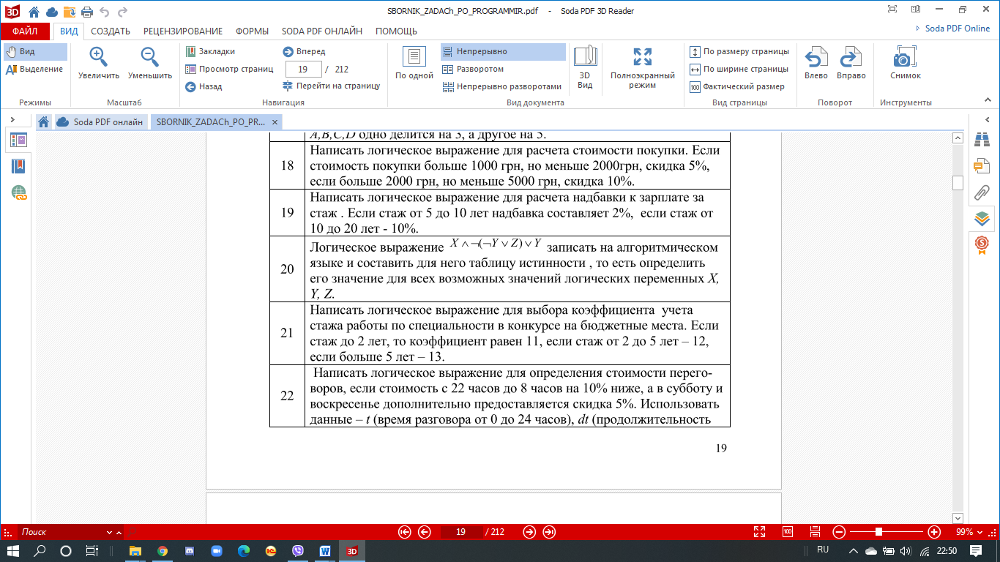 SBORNIK_ZADACh_PO_PROGRAMMIR.pdf - Soda PDF 3D Reader
ФАЙЛ ВИД СОЗДАТЬ РЕЦЕНЗИРОВАНИЕ ФОРМЫ SODA PDF ОНЛАЙН ПОМОЩЬ Soda PDF Online
Вид
Выделение
Режимы
Увеличить Уменьшить
Масштаб
Закладки
Просмотр страниц
Назад
Вперед
19 / 212
Перейти на страницу
Навигация
По одной
Непрерывно
Разворотом
Непрерывно разворотами
3D Вид
Полноэкранный режим
Вид документа
По размеру страницы
По ширине страницы
100 Фактический размер
Вид страницы
Влево Вправо
Поворот
Снимок
Инструменты
Soda PDF онлайн SBORNIK_ZADACh_PO_PR... ×
A,B,C,D одно делится на 3, а другое на 5.
18
Написать логическое выражение для расчета стоимости покупки. Если
стоимость покупки больше 1000 грн, но меньше 2000грн, скидка 5%,
если больше 2000 грн, но меньше 5000 грн, скидка 10%.
19
Написать логическое выражение для расчета надбавки к зарплате за
стаж . Если стаж от 5 до 10 лет надбавка составляет 2%, если стаж от
10 до 20 лет - 10%.
20
Логическое выражение X ∧ ¬(¬Y ∨ Z) ∨ Y записать на алгоритмическом
языке и составить для него таблицу истинности , то есть определить
его значение для всех возможных значений логических переменных X,
Y, Z.
21
Написать логическое выражение для выбора коэффициента учета
стажа работы по специальности в конкурсе на бюджетные места. Если
стаж до 2 лет, то коэффициент равен 11, если стаж от 2 до 5 лет – 12,
если больше 5 лет – 13.
22
Написать логическое выражение для определения стоимости перего-
воров, если стоимость с 22 часов до 8 часов на 10% ниже, а в субботу и
воскресенье дополнительно предоставляется скидка 5%. Использовать
данные – t (время разговора от 0 до 24 часов), dt (продолжительность
19
Поиск 19 / 212 100 99%
W 3D RU 22:50